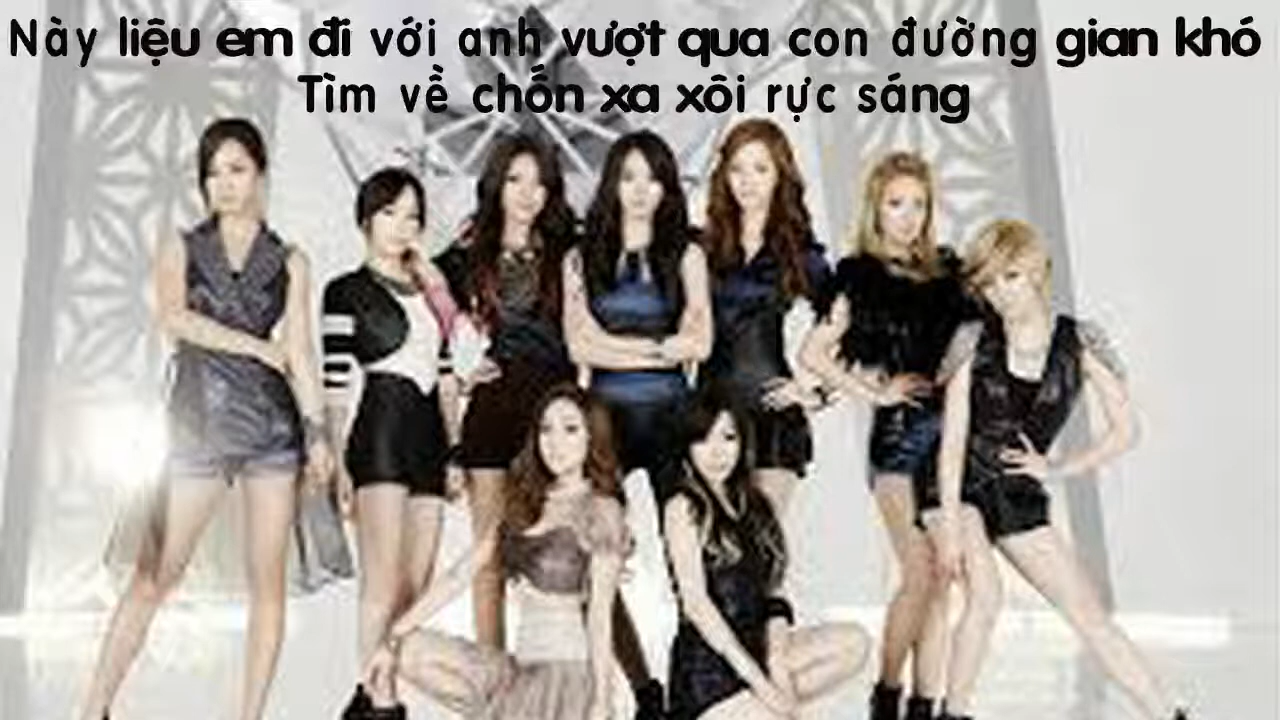 Này liệu em đi với anh vượt qua con đường gian khó
Tìm về chốn xa xôi rực sáng